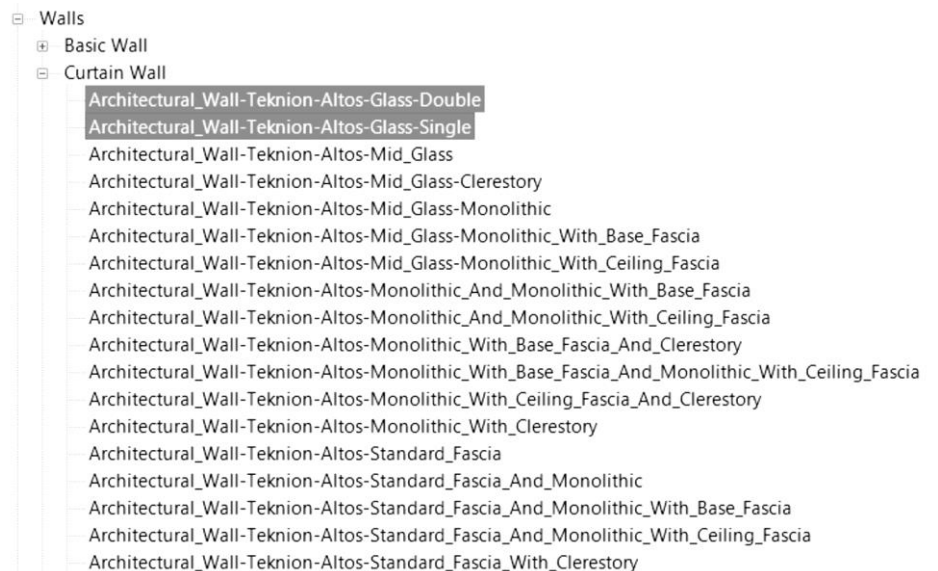 Walls
Basic Wall
Curtain Wall
Architectural_Wall-Teknion-Altos-Glass-Double
Architectural_Wall-Teknion-Altos-Glass-Single
Architectural_Wall-Teknion-Altos-Mid_Glass
Architectural_Wall-Teknion-Altos-Mid_Glass-Clerestory
Architectural_Wall-Teknion-Altos-Mid_Glass-Monolithic
Architectural_Wall-Teknion-Altos-Mid_Glass-Monolithic_With_Base_Fascia
Architectural_Wall-Teknion-Altos-Mid_Glass-Monolithic_With_Ceiling_Fascia
Architectural_Wall-Teknion-Altos-Monolithic_And_Monolithic_With_Base_Fascia
Architectural_Wall-Teknion-Altos-Monolithic_And_Monolithic_With_Ceiling_Fascia
Architectural_Wall-Teknion-Altos-Monolithic_With_Base_Fascia_And_Clerestory
Architectural_Wall-Teknion-Altos-Monolithic_With_Base_Fascia_And_Monolithic_With_Ceiling_Fascia
Architectural_Wall-Teknion-Altos-Monolithic_With_Ceiling_Fascia_And_Clerestory
Architectural_Wall-Teknion-Altos-Monolithic_With_Clerestory
Architectural_Wall-Teknion-Altos-Standard_Fascia
Architectural_Wall-Teknion-Altos-Standard_Fascia_And_Monolithic
Architectural_Wall-Teknion-Altos-Standard_Fascia_And_Monolithic_With_Base_Fascia
Architectural_Wall-Teknion-Altos-Standard_Fascia_And_Monolithic_With_Ceiling_Fascia
Architectural_Wall-Teknion-Altos-Standard_Fascia_With_Clerestory